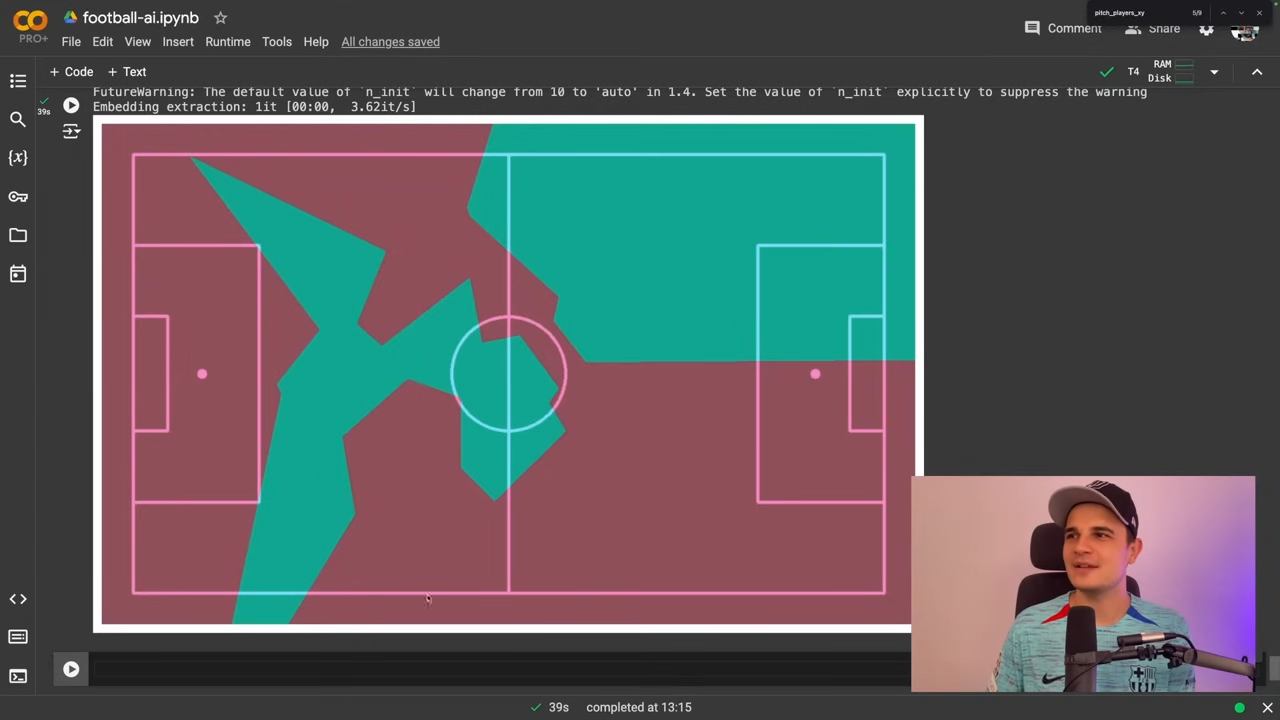 pitch_players_xy 5/9
football-ai.ipynb
PRO+
File Edit View Insert Runtime Tools Help All changes saved
Comment Share
+ Code + Text
T4 RAM Disk
FutureWarning: The default value of `n_init` will change from 10 to 'auto' in 1.4. Set the value of `n_init` explicitly to suppress the warning
39s
Embedding extraction: 1it [00:00, 3.62it/s]
{x}
39s completed at 13:15